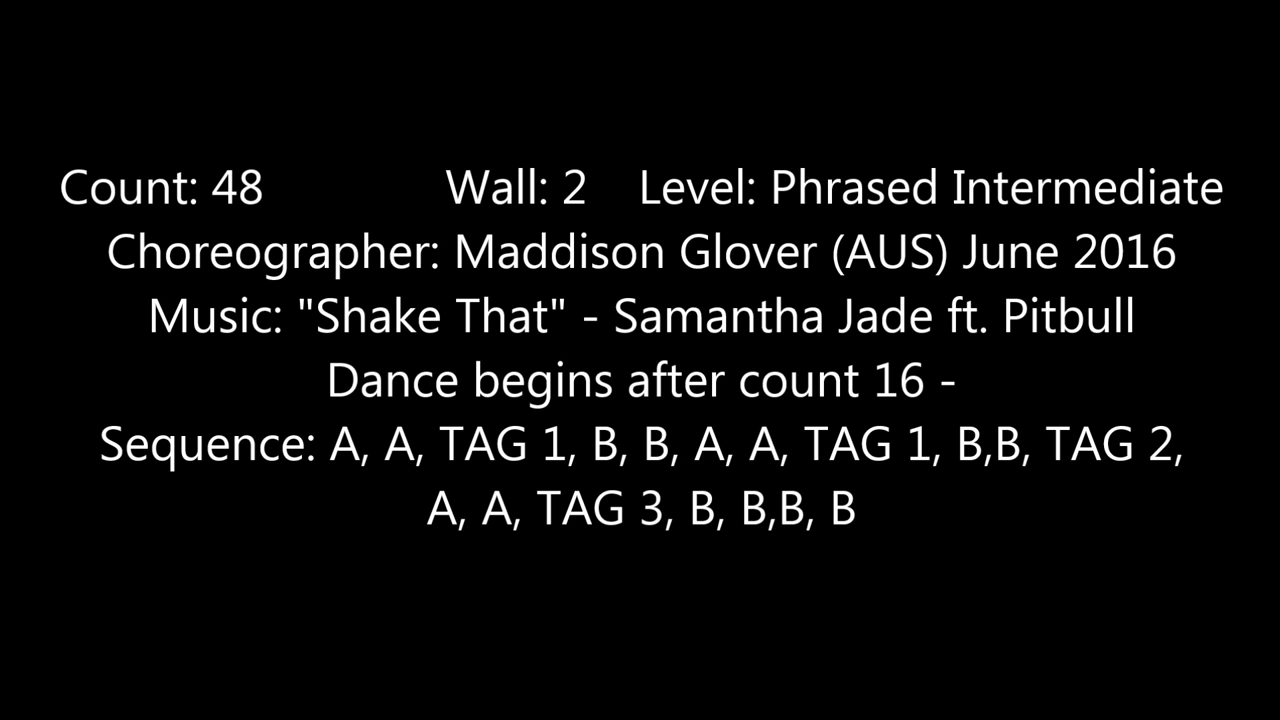 Count: 48 Wall: 2 Level: Phrased Intermediate
Choreographer: Maddison Glover (AUS) June 2016
Music: "Shake That" - Samantha Jade ft. Pitbull
Dance begins after count 16 -
Sequence: A, A, TAG 1, B, B, A, A, TAG 1, B,B, TAG 2,
A, A, TAG 3, B, B,B, B